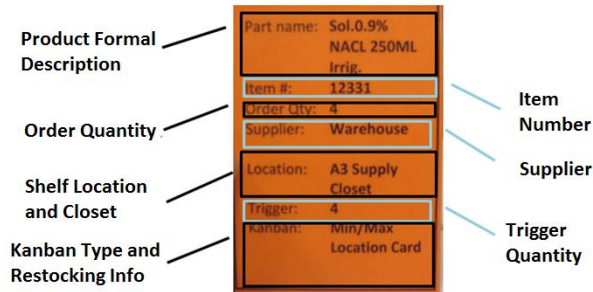 Product Formal
Description
Order Quantity
Shelf Location
and Closet
Kanban Type and
Restocking Info
Part name: Sol.0.9%
NACL 250ML
Irrig.
Item #: 12331
Order Qty: 4
Supplier: Warehouse
Location: A3 Supply
Closet
Trigger: 4
Kanban: Min/Max
Location Card
Item
Number
Supplier
Trigger
Quantity